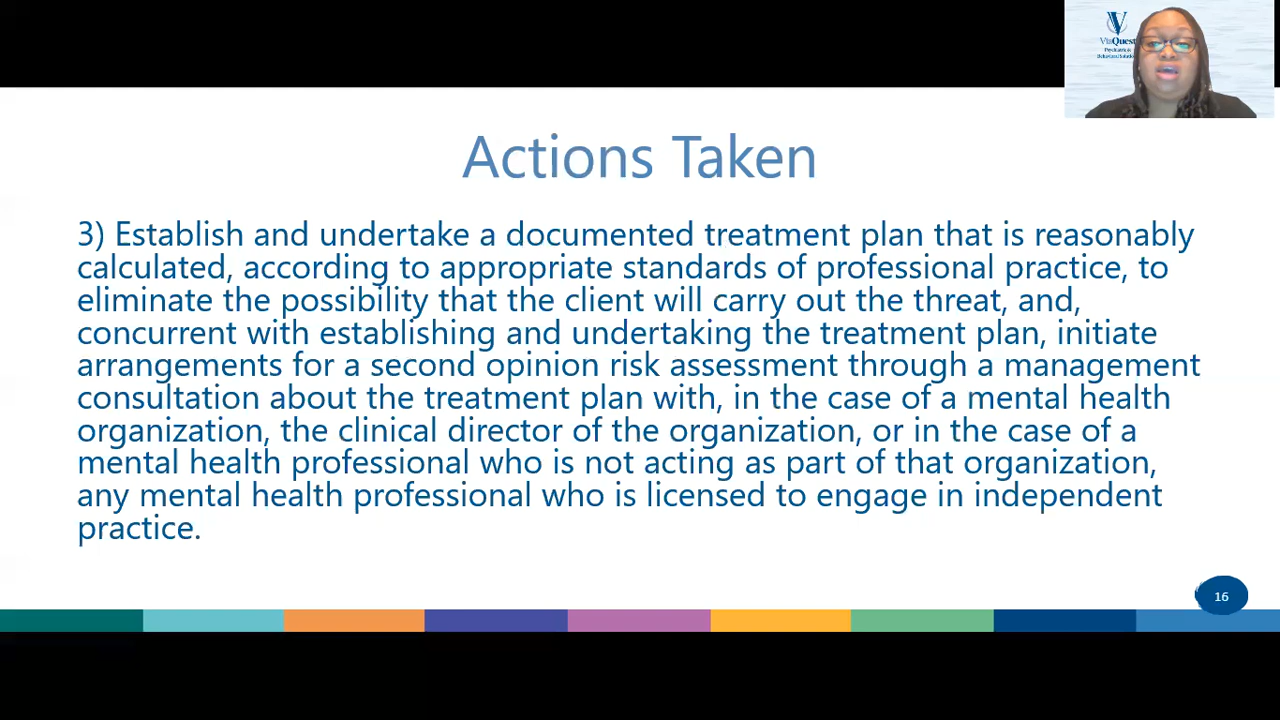 ViaQuest
Psychiatric &
Behavioral Solutions
Actions Taken
3) Establish and undertake a documented treatment plan that is reasonably
calculated, according to appropriate standards of professional practice, to
eliminate the possibility that the client will carry out the threat, and,
concurrent with establishing and undertaking the treatment plan, initiate
arrangements for a second opinion risk assessment through a management
consultation about the treatment plan with, in the case of a mental health
organization, the clinical director of the organization, or in the case of a
mental health professional who is not acting as part of that organization,
any mental health professional who is licensed to engage in independent
practice.
16